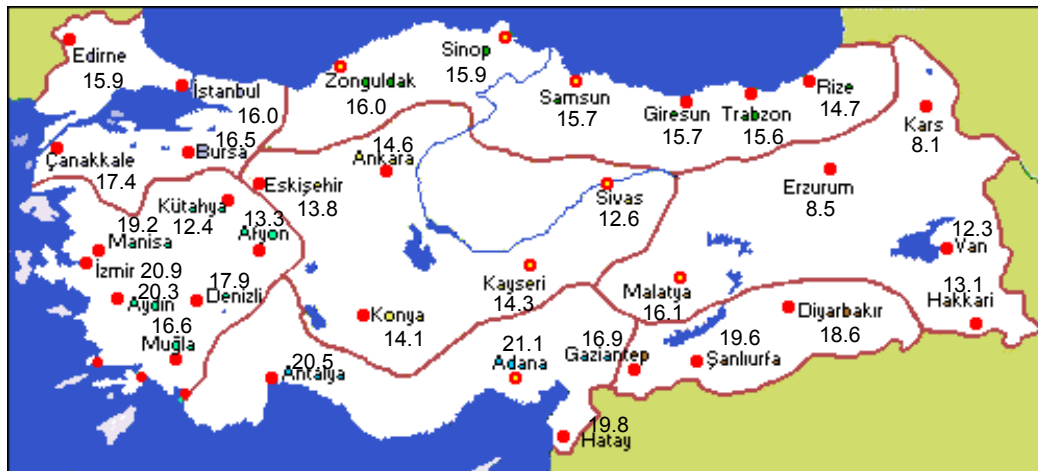 Edirne
15.9
İstanbul
16.0
Zonguldak
16.0
Sinop
15.9
Samsun
15.7
Giresun
15.7
Trabzon
15.6
Rize
14.7
Kars
8.1
Çanakkale
17.4
16.5
Bursa
14.6
Ankara
Eskişehir
13.8
Kütahya
12.4
13.3
Afyon
Sivas
12.6
Erzurum
8.5
12.3
Van
19.2
Manisa
İzmir
20.9
20.3
Aydın
17.9
Denizli
16.6
Muğla
Kayseri
14.3
Konya
14.1
Malatya
16.1
13.1
Hakkari
Diyarbakır
18.6
19.6
Şanlıurfa
16.9
Gaziantep
21.1
Adana
20.5
Antalya
19.8
Hatay